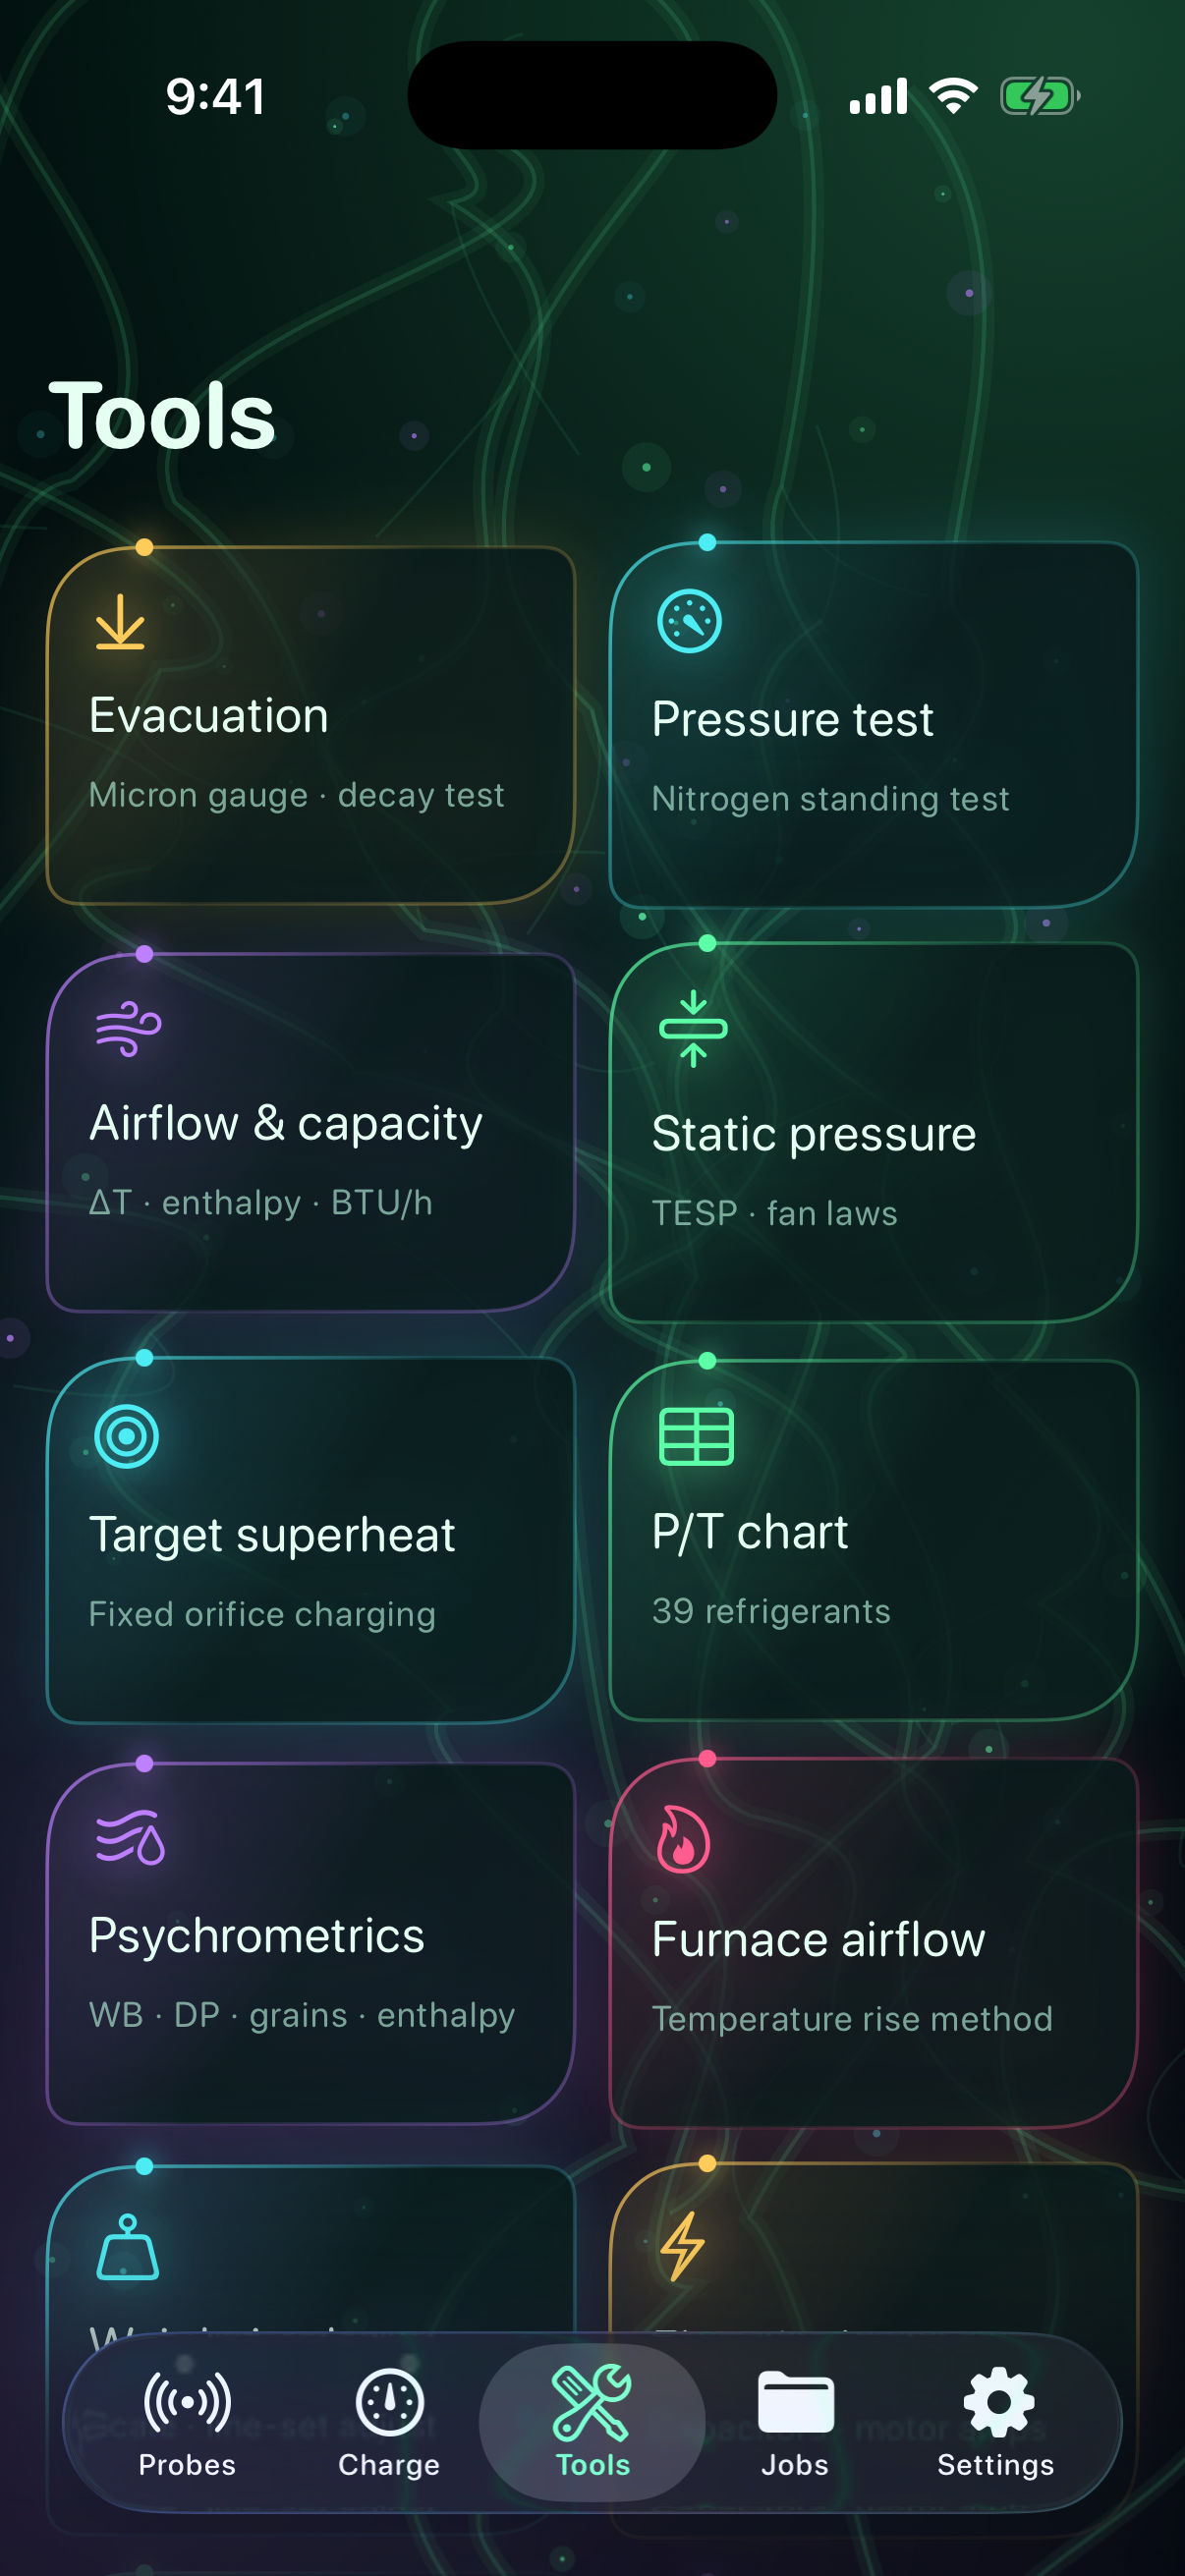 9:41
Tools
Evacuation
Micron gauge · decay test
Pressure test
Nitrogen standing test
Airflow & capacity
ΔT · enthalpy · BTU/h
Static pressure
TESP · fan laws
Target superheat
Fixed orifice charging
P/T chart
39 refrigerants
Psychrometrics
WB · DP · grains · enthalpy
Furnace airflow
Temperature rise method
Probes
Charge
Tools
Jobs
Settings